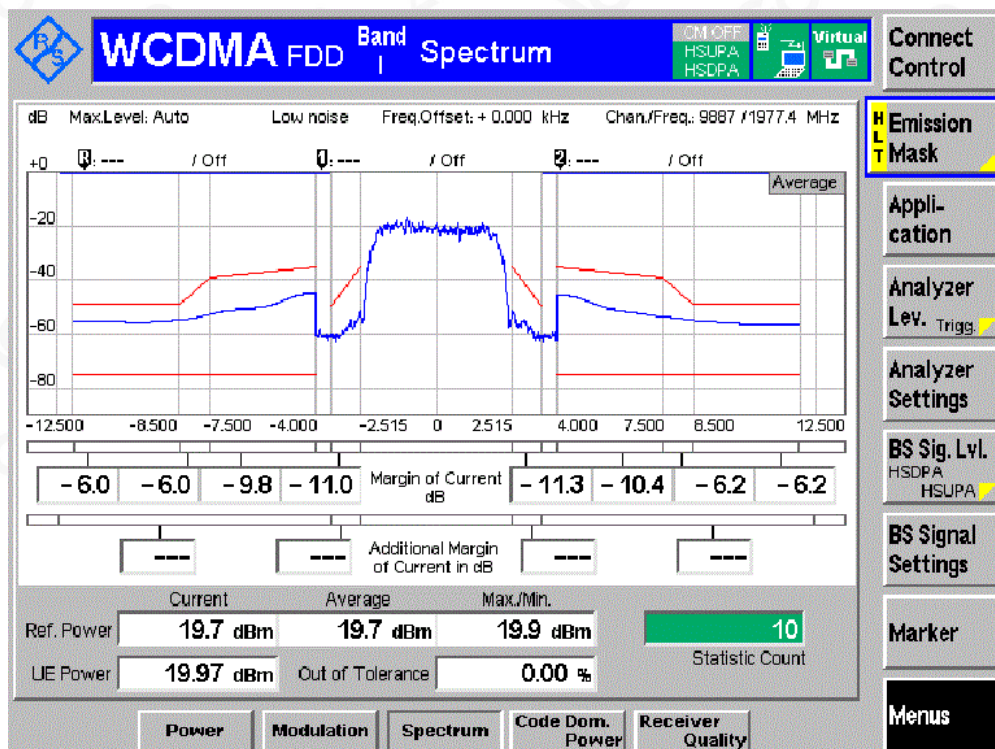 R/S
WCDMA FDD Band I Spectrum
CM OFF
HSUPA
HSDPA
Virtual
Connect Control
dB Max.Level: Auto Low noise Freq.Offset: + 0.000 kHz Chan./Freq.: 9887 / 1977.4 MHz
R: --- / Off 1: --- / Off 2: --- / Off
Average
+0
-20
-40
-60
-80
-12.500 -8.500 -7.500 -4.000 -2.515 0 2.515 4.000 7.500 8.500 12.500
-6.0 -6.0 -9.8 -11.0 Margin of Current dB -11.3 -10.4 -6.2 -6.2
--- --- Additional Margin of Current in dB --- ---
Current Average Max./Min.
Ref. Power 19.7 dBm 19.7 dBm 19.9 dBm 10
Statistic Count
UE Power 19.97 dBm Out of Tolerance 0.00 %
HLT
Emission Mask
Appli-
cation
Analyzer
Lev. Trigg.
Analyzer
Settings
BS Sig. Lvl.
HSDPA
HSUPA
BS Signal
Settings
Marker
Menus
Power Modulation Spectrum Code Dom. Power Receiver Quality